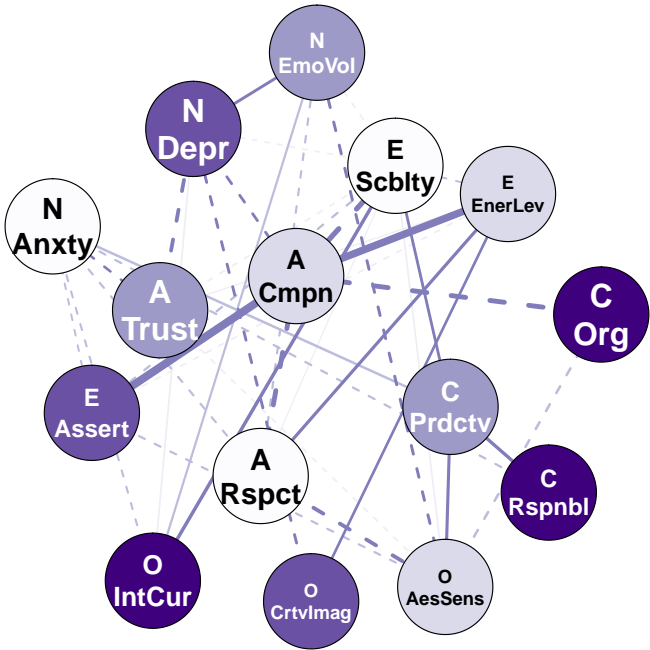 N
EmoVol
N
Depr
E
Scblty
E
EnerLev
N
Anxty
A
Cmpn
A
Trust
C
Org
E
Assert
C
Prdctv
A
Rspct
C
Rspnbl
O
IntCur
O
CrtvImag
O
AesSens